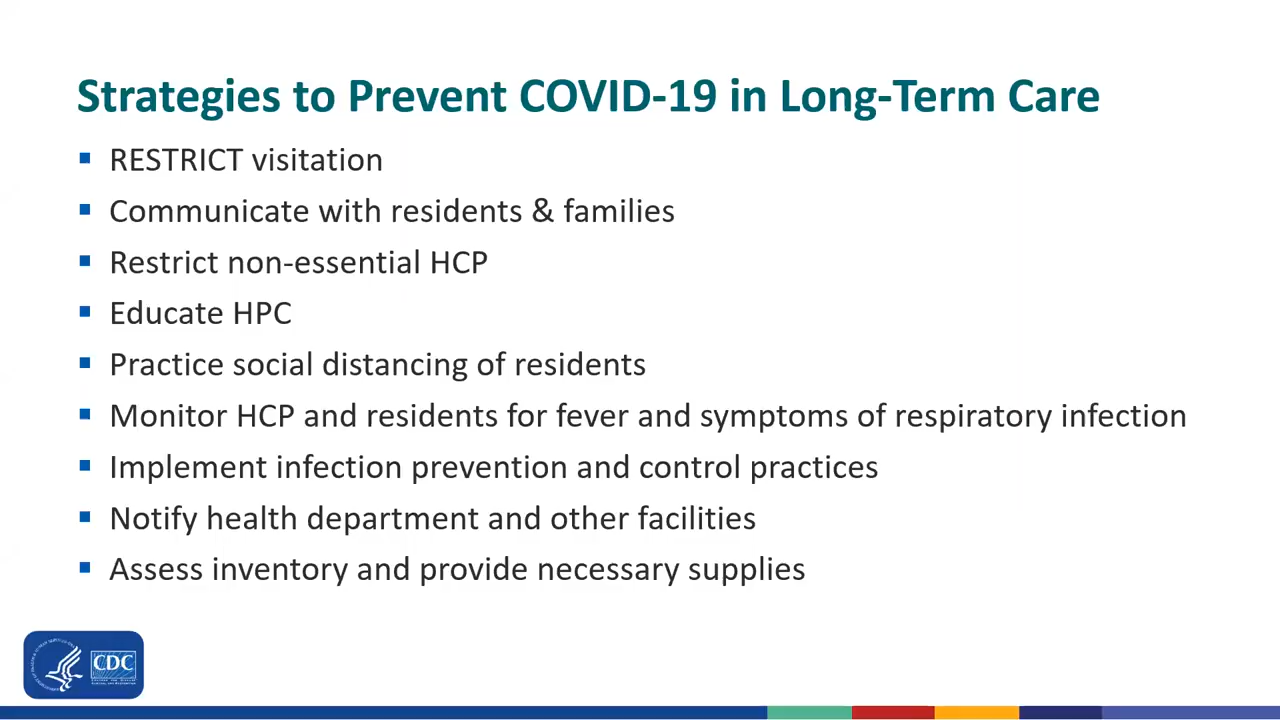 Strategies to Prevent COVID-19 in Long-Term Care
RESTRICT visitation
Communicate with residents & families
Restrict non-essential HCP
Educate HPC
Practice social distancing of residents
Monitor HCP and residents for fever and symptoms of respiratory infection
Implement infection prevention and control practices
Notify health department and other facilities
Assess inventory and provide necessary supplies
CDC